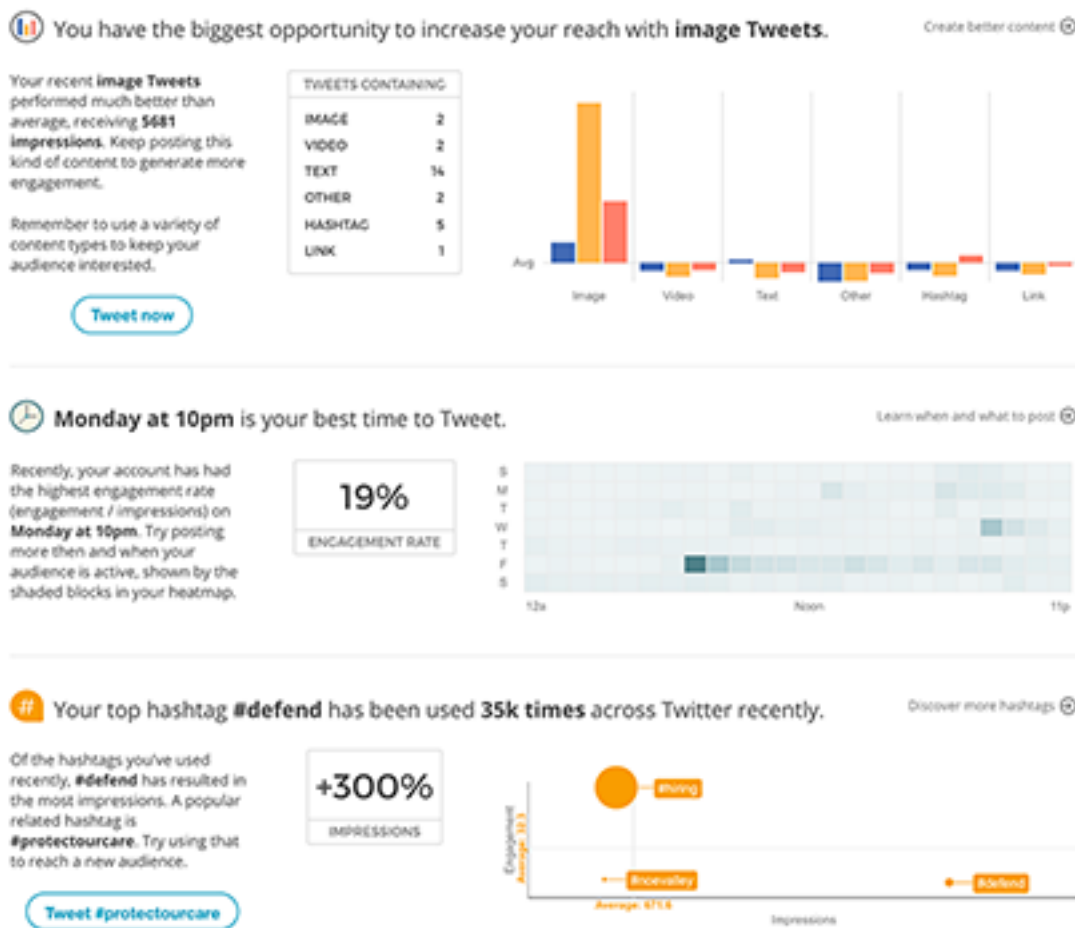 You have the biggest opportunity to increase your reach with image Tweets.
Create better content
Your recent image Tweets
performed much better than
average, receiving 5681
impressions. Keep posting this
kind of content to generate more
engagement.
Remember to use a variety of
content types to keep your
audience interested.
Tweet now
TWEETS CONTAINING
IMAGE 2
VIDEO 2
TEXT 14
OTHER 2
HASHTAG 5
LINK 1
Avg
Image Video Text Other Hashtag Link
Monday at 10pm is your best time to Tweet.
Learn when and what to post
Recently, your account has had
the highest engagement rate
(engagement / impressions) on
Monday at 10pm. Try posting
more then and when your
audience is active, shown by the
shaded blocks in your heatmap.
19%
ENGAGEMENT RATE
S
M
T
W
T
F
S
12a Noon 11p
# Your top hashtag #defend has been used 35k times across Twitter recently.
Discover more hashtags
Of the hashtags you've used
recently, #defend has resulted in
the most impressions. A popular
related hashtag is
#protectourcare. Try using that
to reach a new audience.
Tweet #protectourcare
+300%
IMPRESSIONS
Engagement
Average: 32.3
#hiring
#noevalley
#defend
Average: 671.6
Impressions